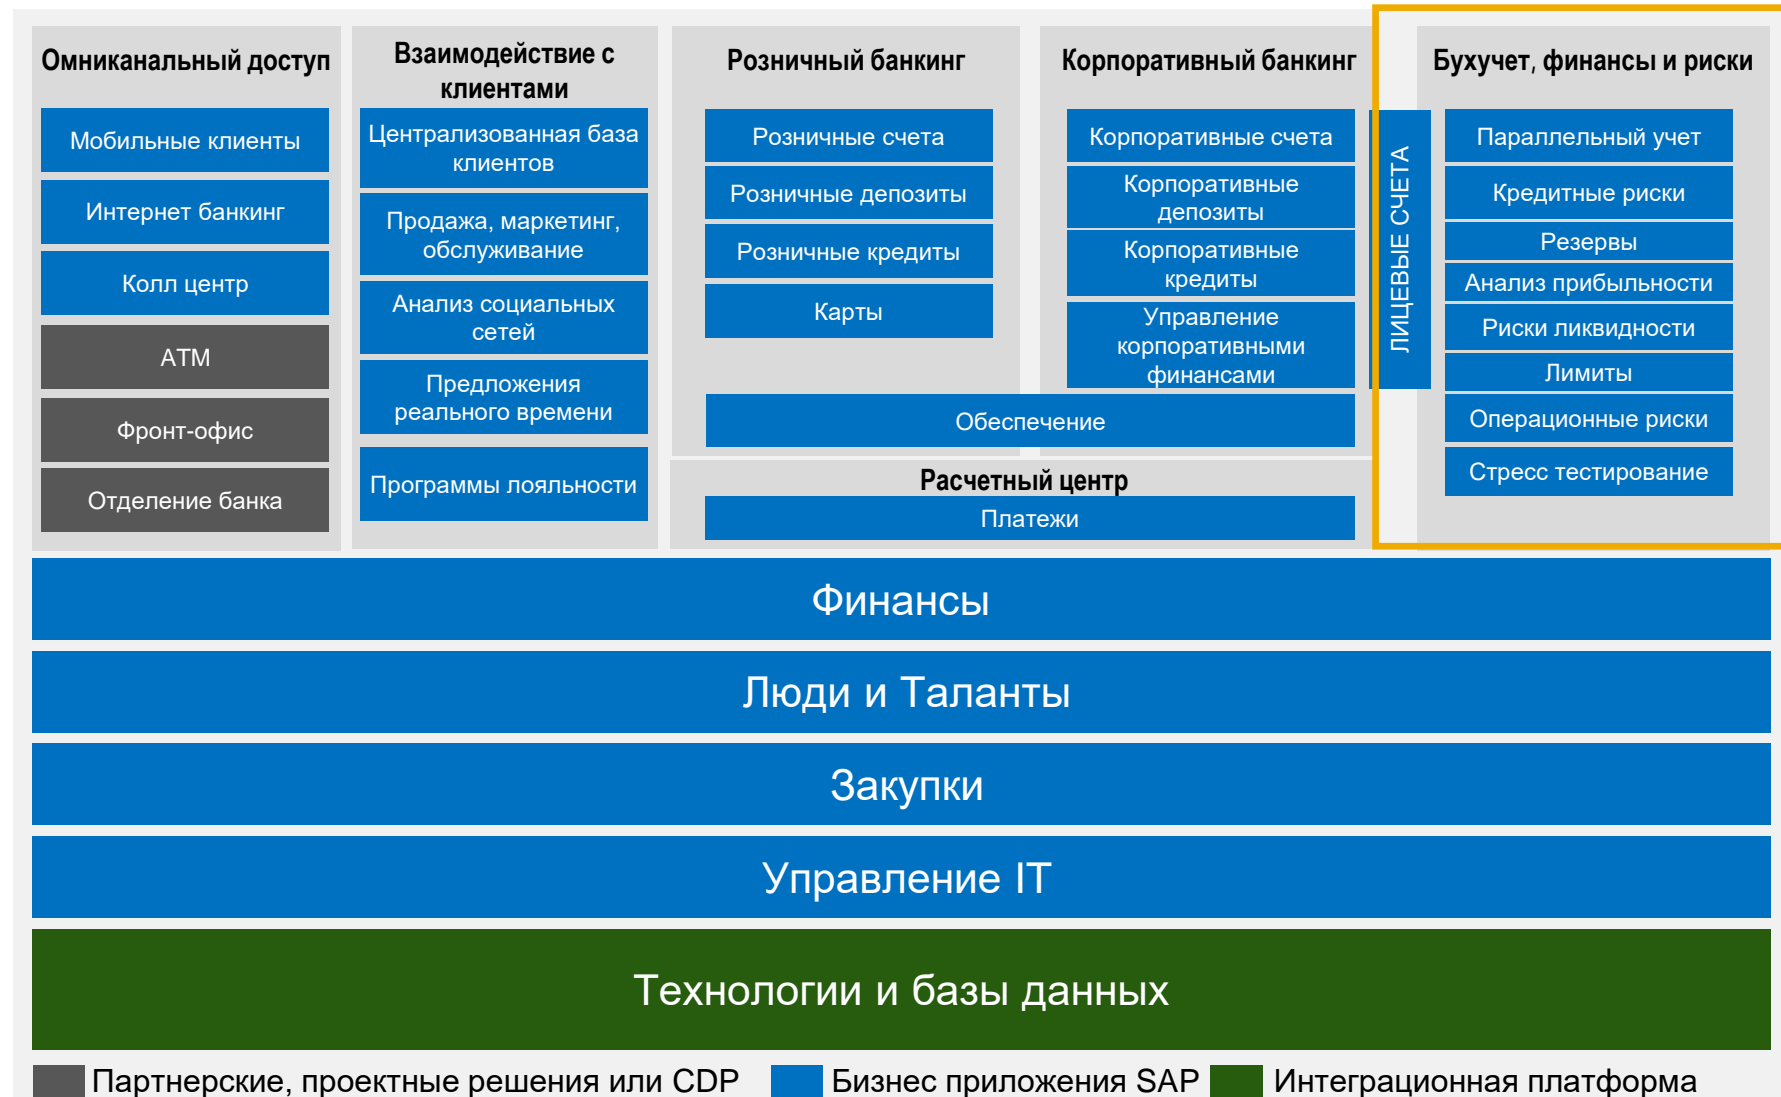 Омниканальный доступ
Мобильные клиенты
Интернет банкинг
Колл центр
ATM
Фронт-офис
Отделение банка
Взаимодействие с
клиентами
Централизованная база
клиентов
Продажа, маркетинг,
обслуживание
Анализ социальных
сетей
Предложения
реального времени
Программы лояльности
Розничный банкинг
Розничные счета
Розничные депозиты
Розничные кредиты
Карты
Корпоративный банкинг
Корпоративные счета
Корпоративные
депозиты
Корпоративные
кредиты
Управление
корпоративными
финансами
Обеспечение
Расчетный центр
Платежи
ЛИЦЕВЫЕ СЧЕТА
Бухучет, финансы и риски
Параллельный учет
Кредитные риски
Резервы
Анализ прибыльности
Риски ликвидности
Лимиты
Операционные риски
Стресс тестирование
Финансы
Люди и Таланты
Закупки
Управление IT
Технологии и базы данных
Партнерские, проектные решения или CDP
Бизнес приложения SAP
Интеграционная платформа